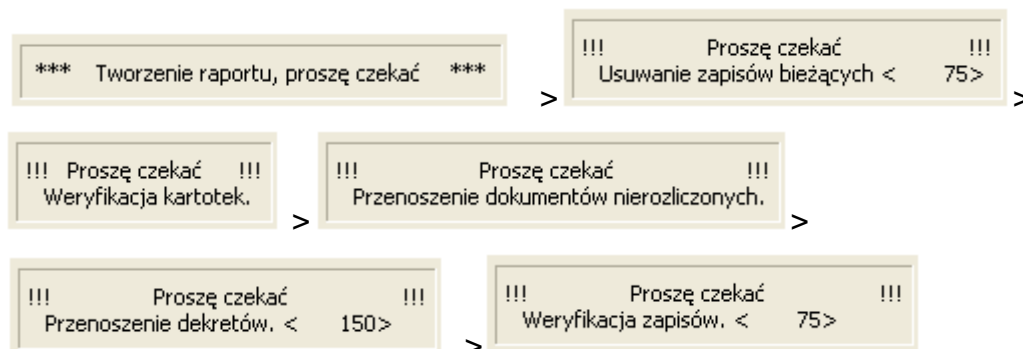 *** Tworzenie raportu, proszę czekać ***
>
!!! Proszę czekać !!!
Usuwanie zapisów bieżących < 75>
>
!!! Proszę czekać !!!
Weryfikacja kartotek.
>
!!! Proszę czekać !!!
Przenoszenie dokumentów nierozliczonych.
>
!!! Proszę czekać !!!
Przenoszenie dekretów. < 150>
>
!!! Proszę czekać !!!
Weryfikacja zapisów. < 75>